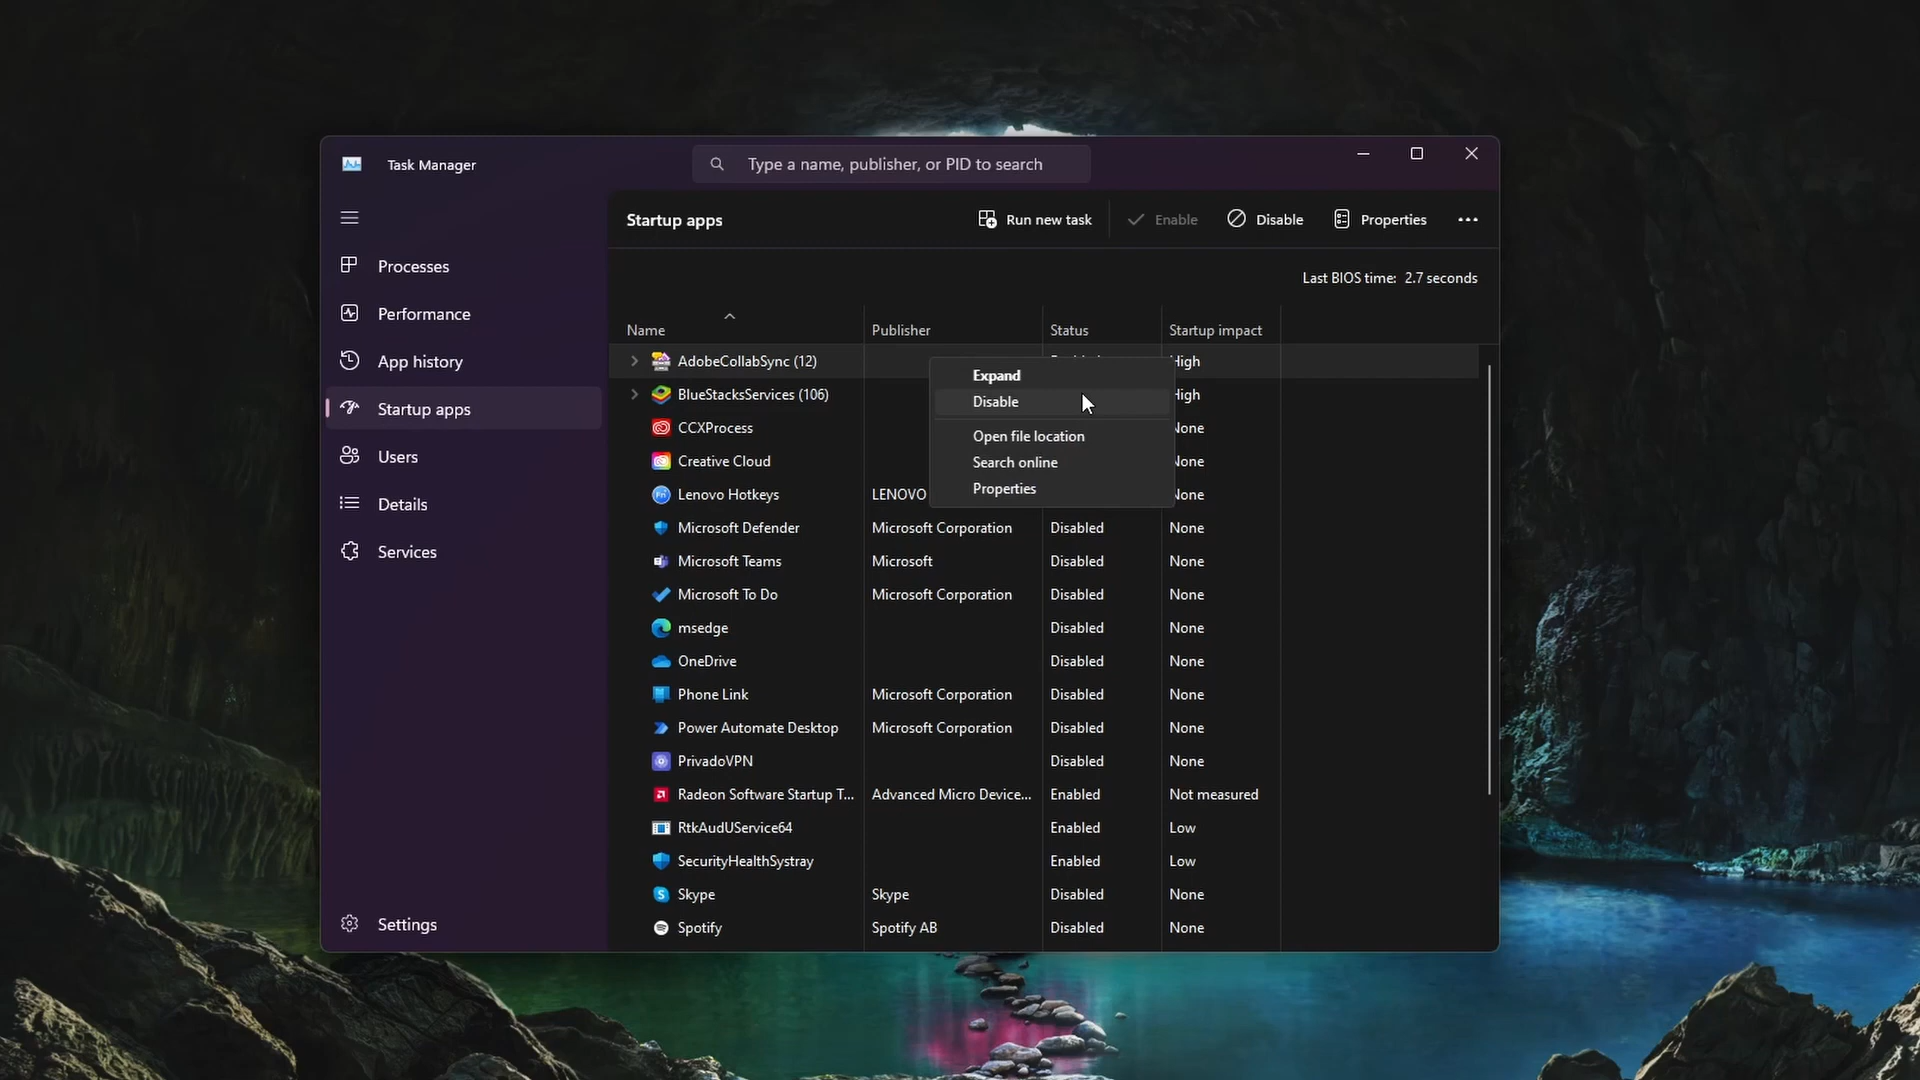 Task Manager
Type a name, publisher, or PID to search
Startup apps
Run new task
Enable
Disable
Properties
Processes
Performance
App history
Startup apps
Users
Details
Services
Settings
Last BIOS time: 2.7 seconds
Name Publisher Status Startup impact
AdobeCollabSync (12) High
BlueStacksServices (106) High
CCXProcess None
Creative Cloud None
Lenovo Hotkeys LENOVO None
Expand
Disable
Open file location
Search online
Properties
Microsoft Defender Microsoft Corporation Disabled None
Microsoft Teams Microsoft Disabled None
Microsoft To Do Microsoft Corporation Disabled None
msedge Disabled None
OneDrive Disabled None
Phone Link Microsoft Corporation Disabled None
Power Automate Desktop Microsoft Corporation Disabled None
PrivadoVPN Disabled None
Radeon Software Startup T... Advanced Micro Device... Enabled Not measured
RtkAudUService64 Enabled Low
SecurityHealthSystray Enabled Low
Skype Skype Disabled None
Spotify Spotify AB Disabled None